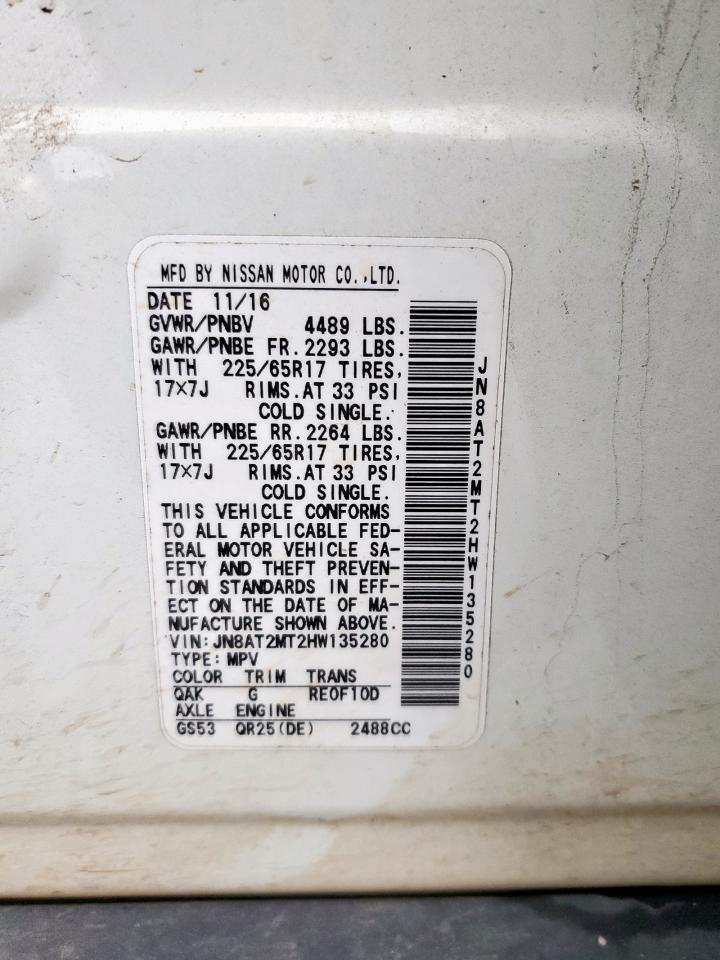 MFD BY NISSAN MOTOR CO.,LTD.
DATE 11/16
GVWR/PNBV 4489 LBS.
GAWR/PNBE FR.2293 LBS.
WITH 225/65R17 TIRES,
17×7J RIMS.AT 33 PSI
COLD SINGLE.
GAWR/PNBE RR.2264 LBS.
WITH 225/65R17 TIRES,
17×7J RIMS.AT 33 PSI
COLD SINGLE.
THIS VEHICLE CONFORMS
TO ALL APPLICABLE FED-
ERAL MOTOR VEHICLE SA-
FETY AND THEFT PREVEN-
TION STANDARDS IN EFF-
ECT ON THE DATE OF MA-
NUFACTURE SHOWN ABOVE.
VIN:JN8AT2MT2HW135280
TYPE:MPV
COLOR TRIM TRANS
QAK G RE0F10D
AXLE ENGINE
GS53 QR25(DE) 2488CC
JN8AT2MT2HW135280